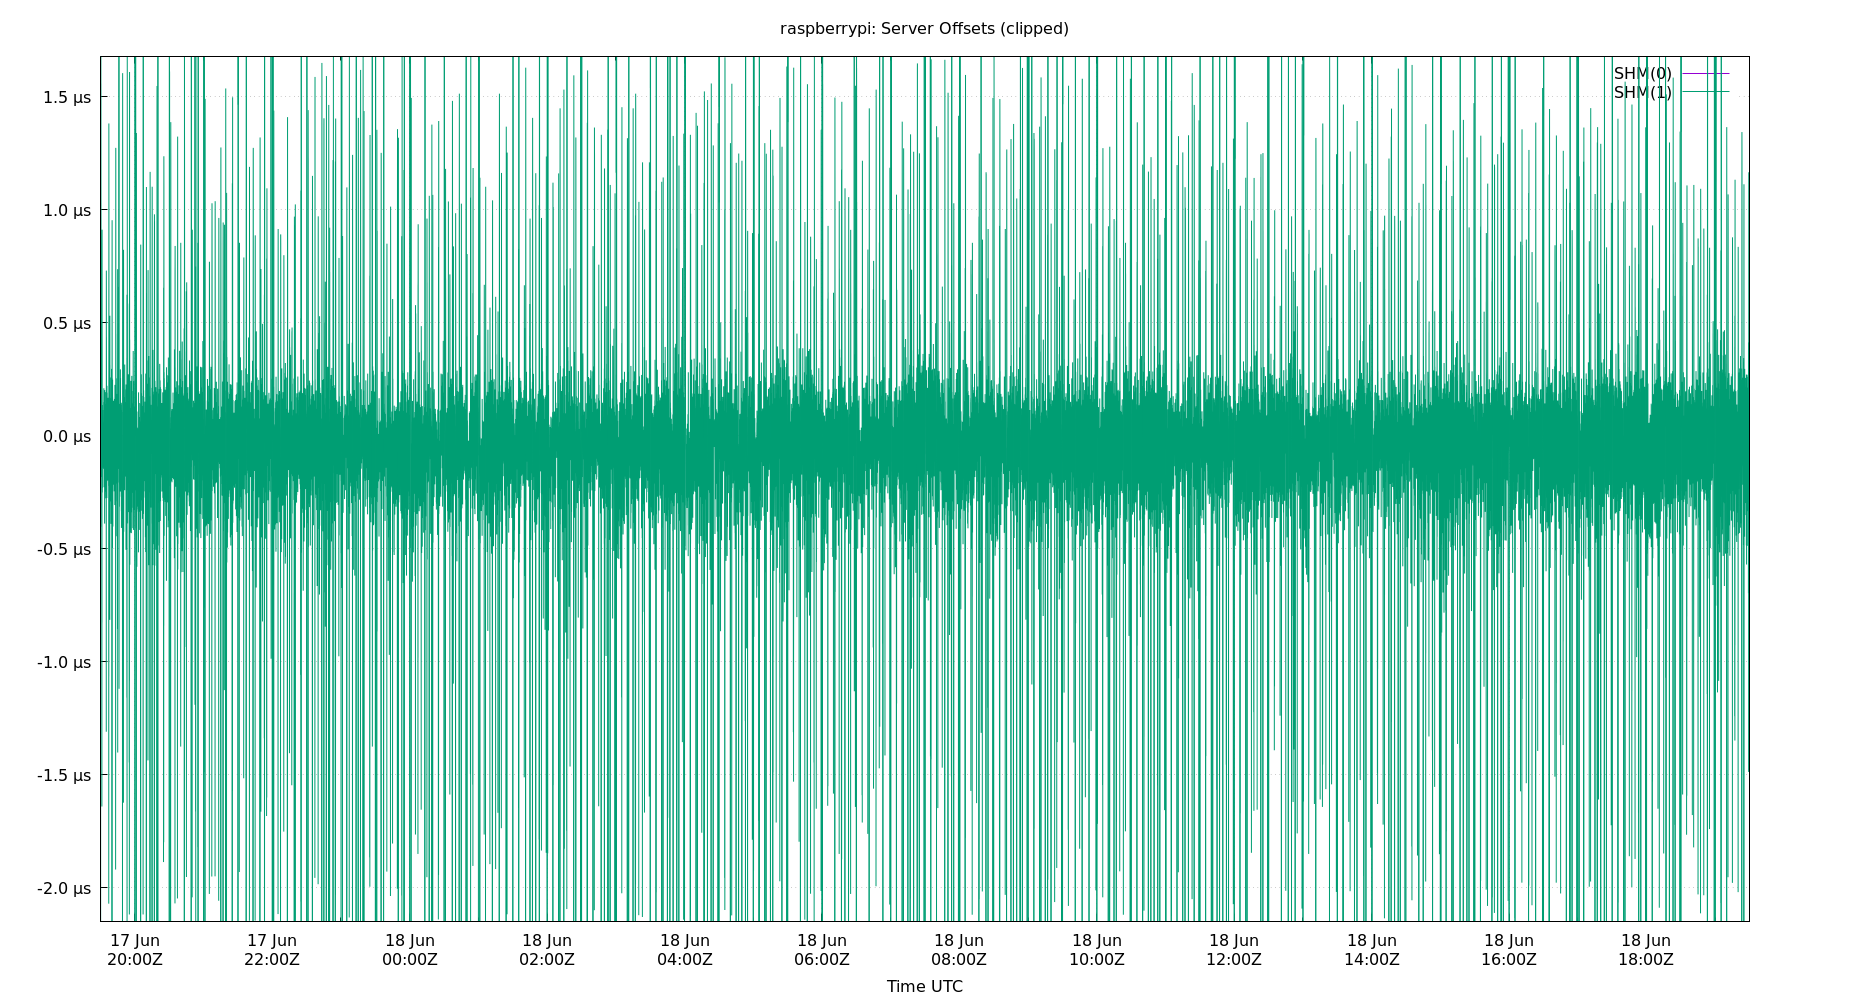 raspberrypi: Server Offsets (clipped)
SHM(0)
SHM(1)
1.5 µs
1.0 µs
0.5 µs
0.0 µs
-0.5 µs
-1.0 µs
-1.5 µs
-2.0 µs
17 Jun 17 Jun 18 Jun 18 Jun 18 Jun 18 Jun 18 Jun 18 Jun 18 Jun 18 Jun 18 Jun 18 Jun
20:00Z 22:00Z 00:00Z 02:00Z 04:00Z 06:00Z 08:00Z 10:00Z 12:00Z 14:00Z 16:00Z 18:00Z
Time UTC